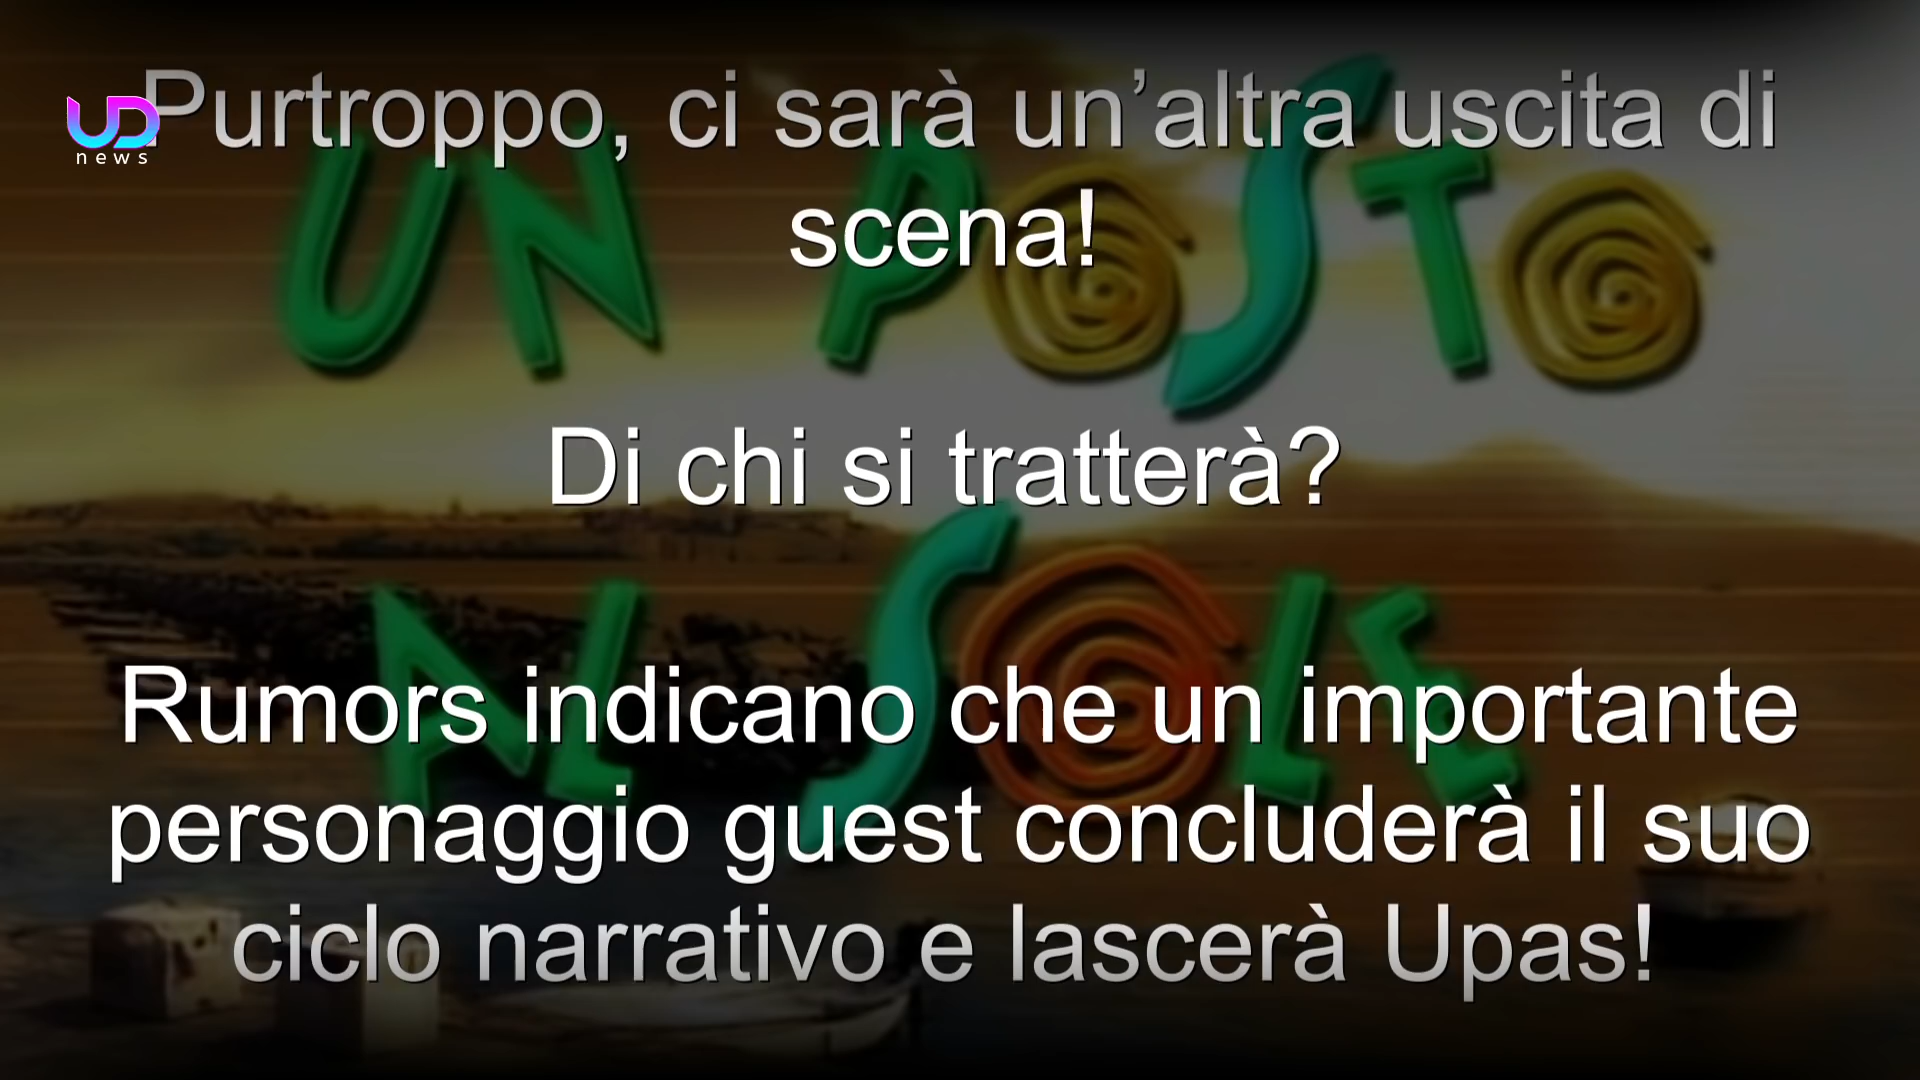 UD
news
Purtroppo, ci sarà un’altra uscita di
scena!
UN POSTO
Di chi si tratterà?
AL SOLE
Rumors indicano che un importante
personaggio guest concluderà il suo
ciclo narrativo e lascerà Upas!